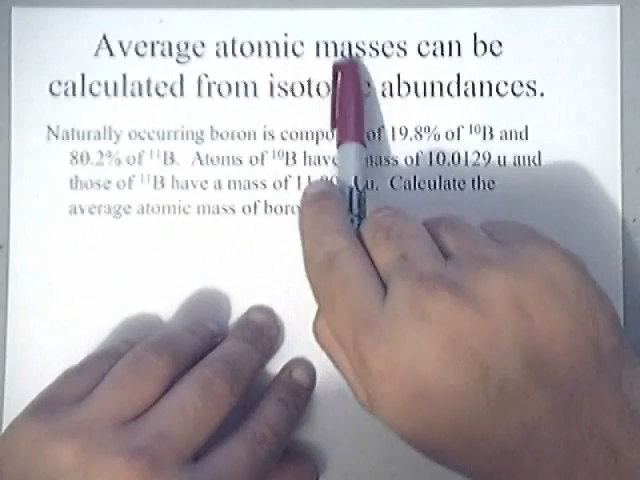 Average atomic masses can be
calculated from abundances.
Naturally occurring boron is of 19.8% of ¹⁰B and
80.2% of ¹¹B. Atoms of ¹⁰B have mass of 10.0129 u and
those of ¹¹B have a mass of u. Calculate the
average atomic mass of